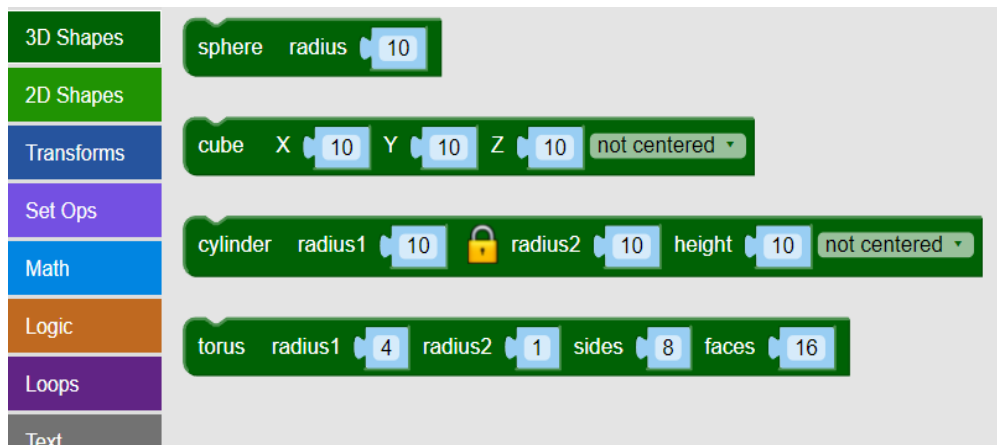 3D Shapes
2D Shapes
Transforms
Set Ops
Math
Logic
Loops
Text
sphere radius 10
cube X 10 Y 10 Z 10 not centered
cylinder radius1 10 radius2 10 height 10 not centered
torus radius1 4 radius2 1 sides 8 faces 16